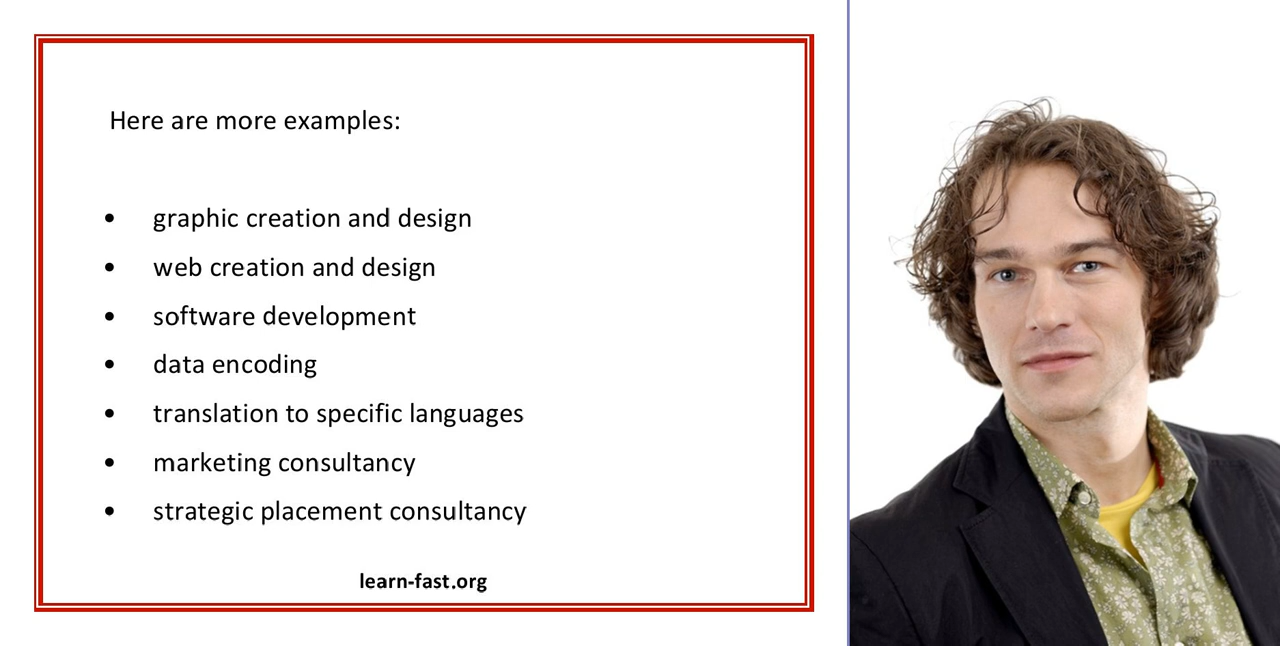 Here are more examples:
• graphic creation and design
• web creation and design
• software development
• data encoding
• translation to specific languages
• marketing consultancy
• strategic placement consultancy
learn-fast.org